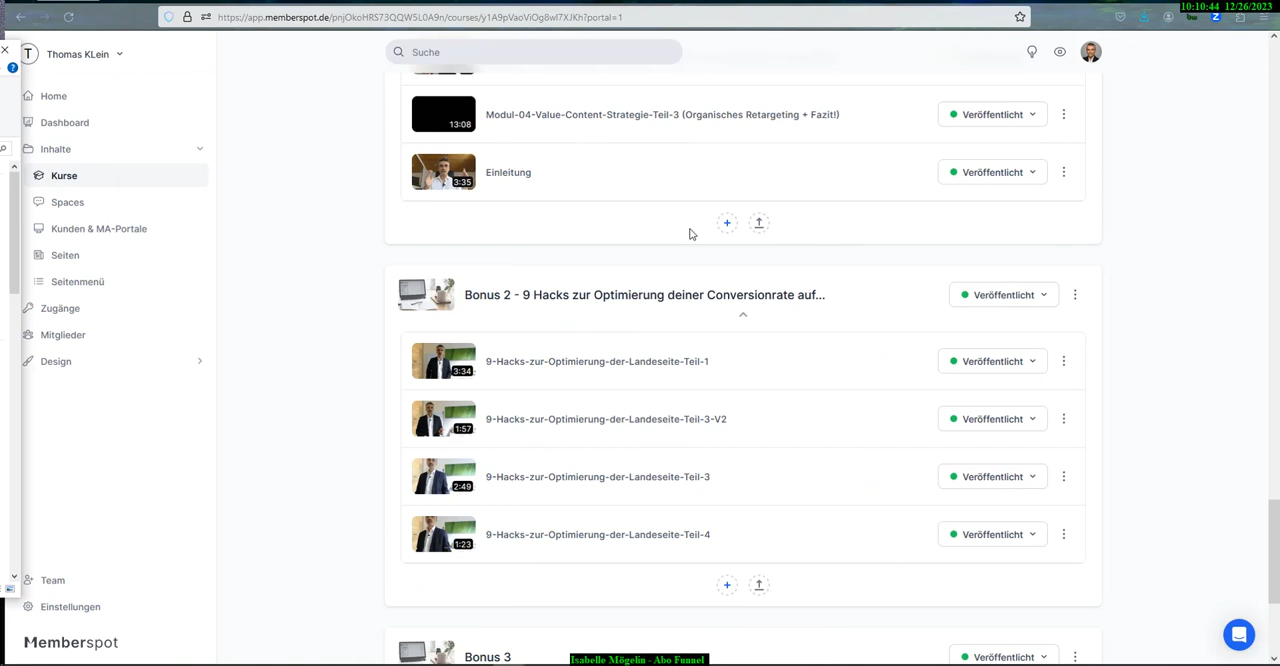 10:10:44 12/26/2023
https://app.memberspot.de/pnjOkoHRS73QQW5L0A9n/courses/y1A9pVaoViOg8wI7XJKh?portal=1
T Thomas KLein
Suche
Home
Dashboard
Inhalte
Kurse
Spaces
Kunden & MA-Portale
Seiten
Seitenmenü
Zugänge
Mitglieder
Design
Team
Einstellungen
Memberspot
13:08 Modul-04-Value-Content-Strategie-Teil-3 (Organisches Retargeting + Fazit!) Veröffentlicht
3:35 Einleitung Veröffentlicht
Bonus 2 - 9 Hacks zur Optimierung deiner Conversionrate auf... Veröffentlicht
3:34 9-Hacks-zur-Optimierung-der-Landeseite-Teil-1 Veröffentlicht
1:57 9-Hacks-zur-Optimierung-der-Landeseite-Teil-3-V2 Veröffentlicht
2:49 9-Hacks-zur-Optimierung-der-Landeseite-Teil-3 Veröffentlicht
1:23 9-Hacks-zur-Optimierung-der-Landeseite-Teil-4 Veröffentlicht
Bonus 3 Veröffentlicht
Isabelle Mögelin - Abo Funnel